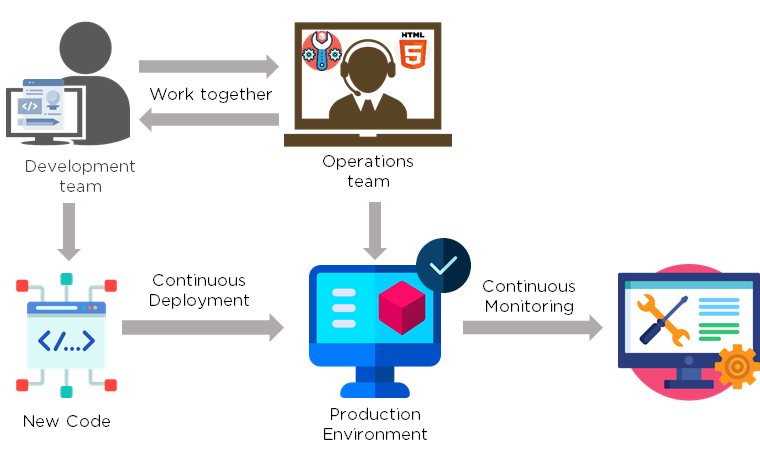 HTML
5
Work together
Development
team
</>
Operations
team
Continuous
Deployment
Continuous
Monitoring
</...>
New Code
Production
Environment